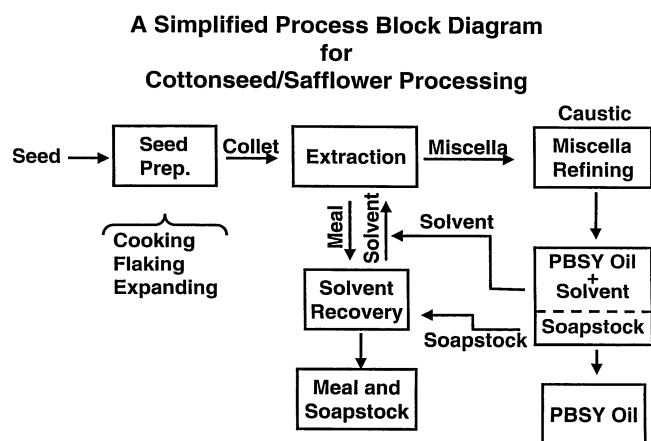 A Simplified Process Block Diagram
for
Cottonseed/Safflower Processing
Caustic
Seed
Seed
Prep.
Collet
Extraction
Miscella
Miscella
Refining
Cooking
Flaking
Expanding
Meal
Solvent
Solvent
PBSY Oil
+
Solvent
Soapstock
Solvent
Recovery
Soapstock
Meal and
Soapstock
PBSY Oil